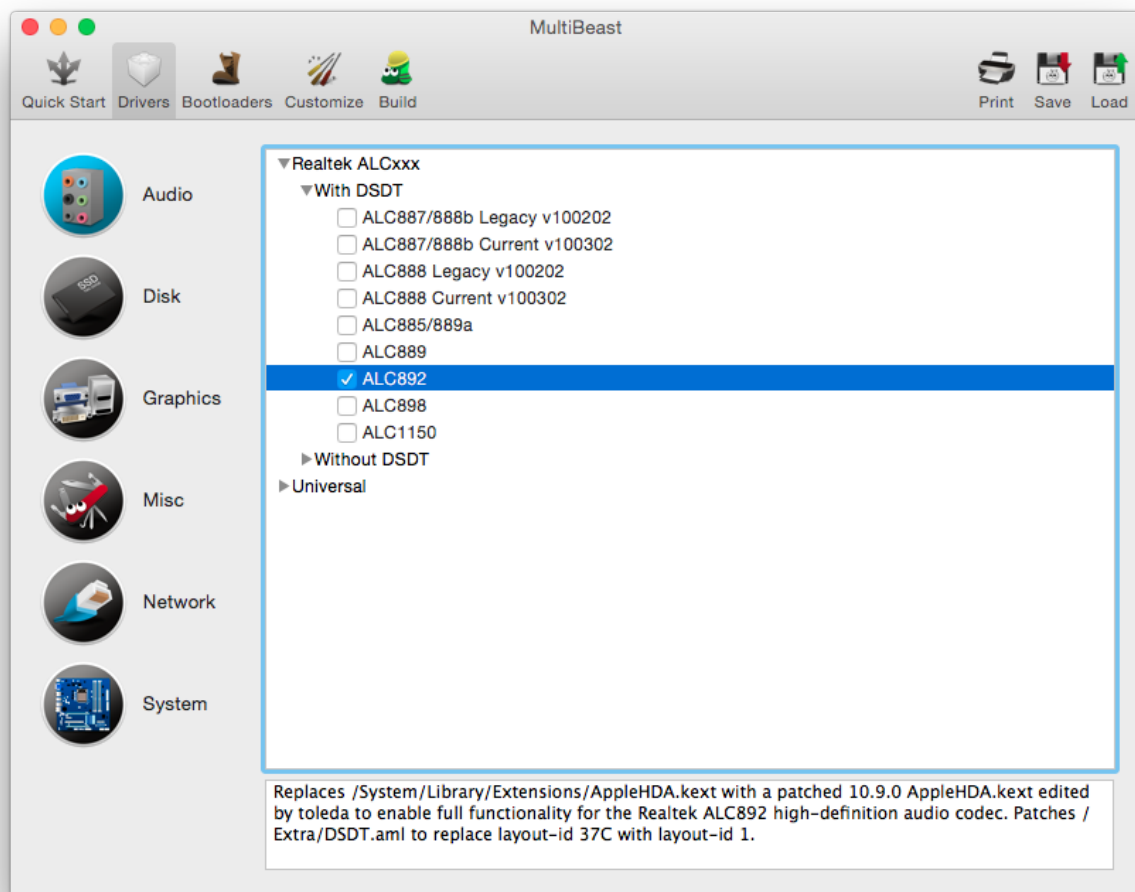 MultiBeast
Quick Start Drivers Bootloaders Customize Build Print Save Load
Audio
Disk
SSD
Graphics
Misc
Network
System
Realtek ALCxxx
With DSDT
ALC887/888b Legacy v100202
ALC887/888b Current v100302
ALC888 Legacy v100202
ALC888 Current v100302
ALC885/889a
ALC889
ALC892
ALC898
ALC1150
Without DSDT
Universal
Replaces /System/Library/Extensions/AppleHDA.kext with a patched 10.9.0 AppleHDA.kext edited
by toleda to enable full functionality for the Realtek ALC892 high-definition audio codec. Patches /
Extra/DSDT.aml to replace layout-id 37C with layout-id 1.